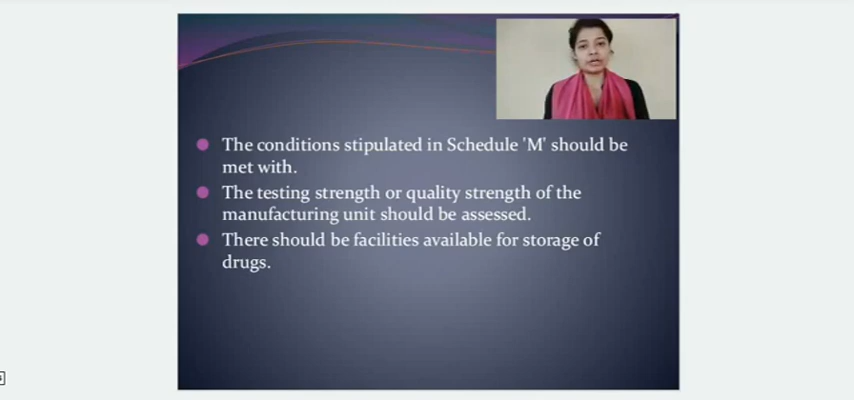 The conditions stipulated in Schedule 'M' should be
met with.
The testing strength or quality strength of the
manufacturing unit should be assessed.
There should be facilities available for storage of
drugs.